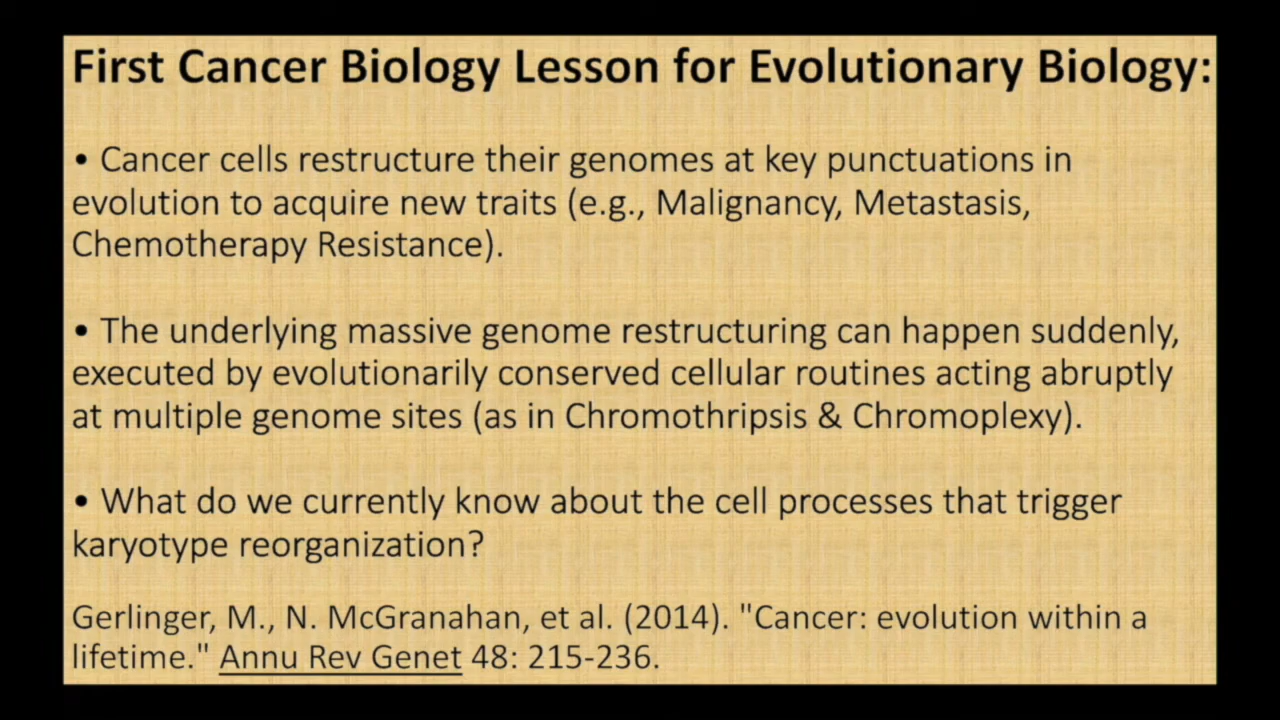 First Cancer Biology Lesson for Evolutionary Biology:
• Cancer cells restructure their genomes at key punctuations in
evolution to acquire new traits (e.g., Malignancy, Metastasis,
Chemotherapy Resistance).
• The underlying massive genome restructuring can happen suddenly,
executed by evolutionarily conserved cellular routines acting abruptly
at multiple genome sites (as in Chromothripsis & Chromoplexy).
• What do we currently know about the cell processes that trigger
karyotype reorganization?
Gerlinger, M., N. McGranahan, et al. (2014). "Cancer: evolution within a
lifetime." Annu Rev Genet 48: 215-236.